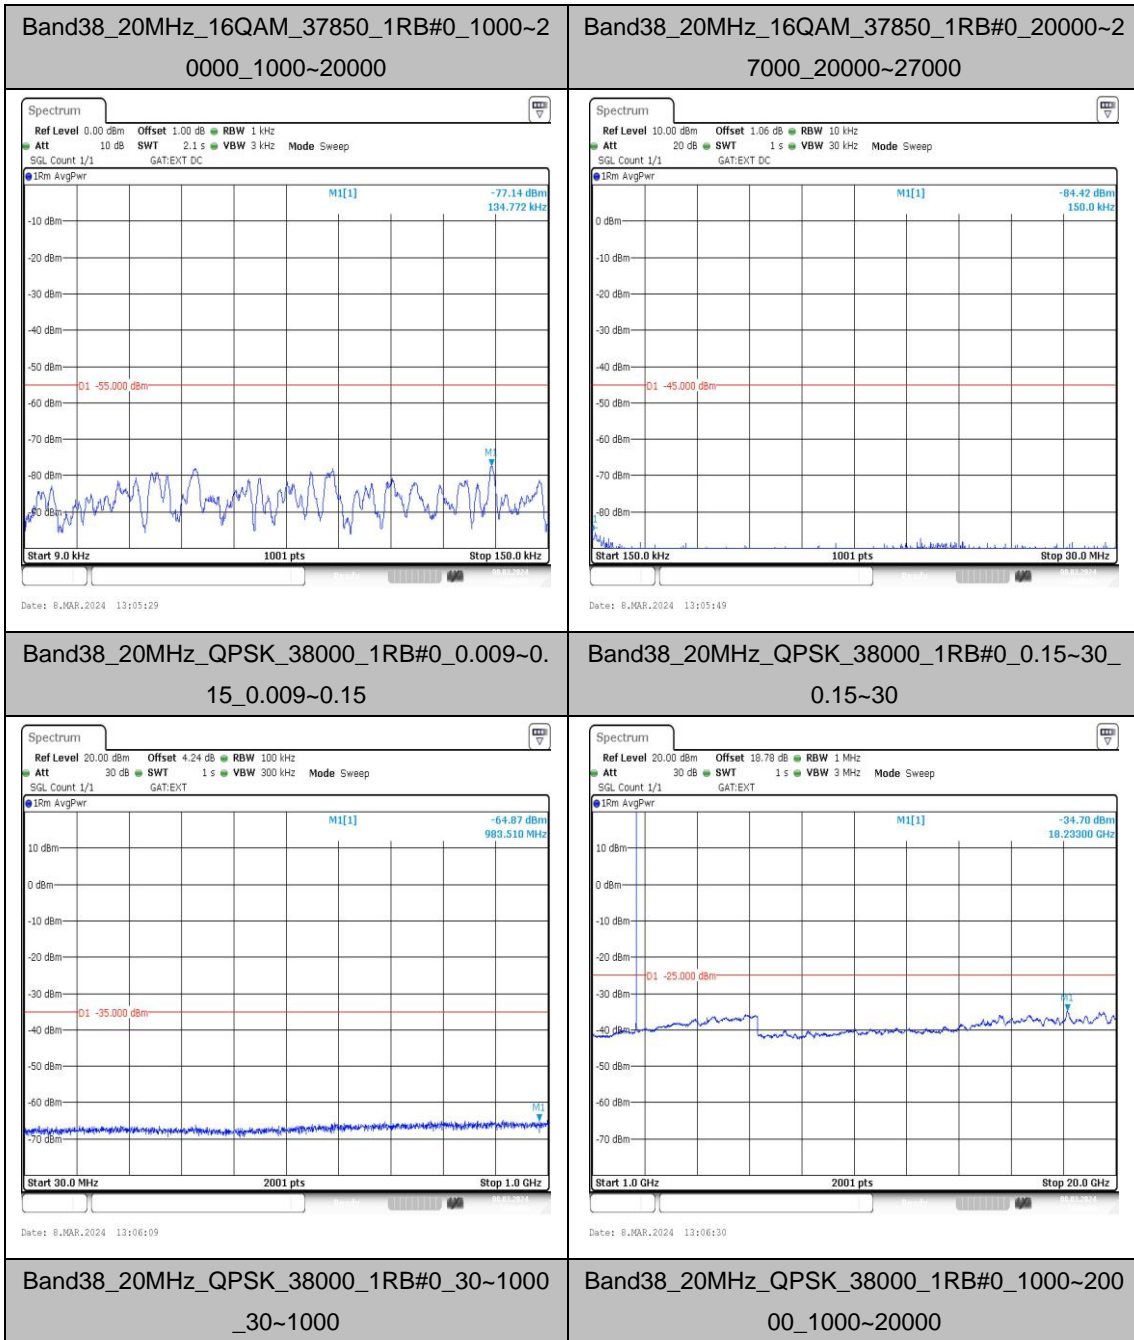 Band38_20MHz_16QAM_37850_1RB#0_1000~2
0000_1000~20000
Band38_20MHz_16QAM_37850_1RB#0_20000~2
7000_20000~27000
Spectrum
Ref Level 0.00 dBm Offset 1.00 dB RBW 1 kHz
Att 10 dB SWT 2.1 s VBW 3 kHz Mode Sweep
SGL Count 1/1 GAT:EXT DC
1Rm AvgPwr
M1[1] -77.14 dBm
134.772 kHz
-10 dBm
-20 dBm
-30 dBm
-40 dBm
-50 dBm
D1 -55.000 dBm
-60 dBm
-70 dBm
M1
-80 dBm
-90 dBm
Start 9.0 kHz 1001 pts Stop 150.0 kHz
Date: 8.MAR.2024 13:05:29
Spectrum
Ref Level 10.00 dBm Offset 1.06 dB RBW 10 kHz
Att 20 dB SWT 1 s VBW 30 kHz Mode Sweep
SGL Count 1/1 GAT:EXT DC
1Rm AvgPwr
M1[1] -84.42 dBm
150.0 kHz
0 dBm
-10 dBm
-20 dBm
-30 dBm
-40 dBm
D1 -45.000 dBm
-50 dBm
-60 dBm
-70 dBm
-80 dBm
Start 150.0 kHz 1001 pts Stop 30.0 MHz
Date: 8.MAR.2024 13:05:49
Band38_20MHz_QPSK_38000_1RB#0_0.009~0.
15_0.009~0.15
Band38_20MHz_QPSK_38000_1RB#0_0.15~30_
0.15~30
Spectrum
Ref Level 20.00 dBm Offset 4.24 dB RBW 100 kHz
Att 30 dB SWT 1 s VBW 300 kHz Mode Sweep
SGL Count 1/1 GAT:EXT
1Rm AvgPwr
M1[1] -64.87 dBm
983.510 MHz
10 dBm
0 dBm
-10 dBm
-20 dBm
-30 dBm
D1 -35.000 dBm
-40 dBm
-50 dBm
-60 dBm
M1
-70 dBm
Start 30.0 MHz 2001 pts Stop 1.0 GHz
Date: 8.MAR.2024 13:06:09
Spectrum
Ref Level 20.00 dBm Offset 18.78 dB RBW 1 MHz
Att 30 dB SWT 1 s VBW 3 MHz Mode Sweep
SGL Count 1/1 GAT:EXT
1Rm AvgPwr
M1[1] -34.70 dBm
18.23300 GHz
10 dBm
0 dBm
-10 dBm
-20 dBm
D1 -25.000 dBm
-30 dBm
M1
-40 dBm
-50 dBm
-60 dBm
-70 dBm
Start 1.0 GHz 2001 pts Stop 20.0 GHz
Date: 8.MAR.2024 13:06:30
Band38_20MHz_QPSK_38000_1RB#0_30~1000
_30~1000
Band38_20MHz_QPSK_38000_1RB#0_1000~200
00_1000~20000